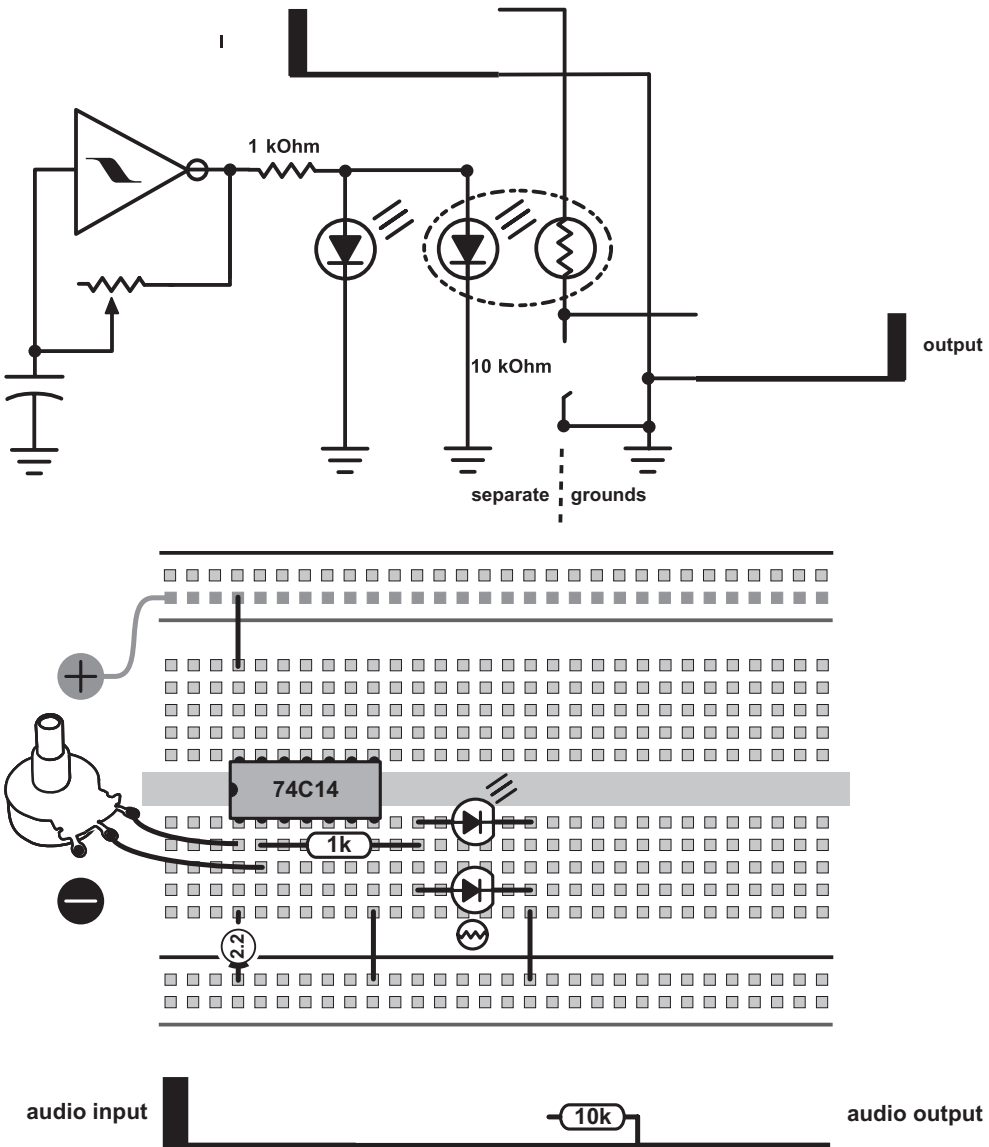 I
1 kOhm
output
10 kOhm
separate grounds
+
74C14
1k
−
2.2
audio input
10k
audio output